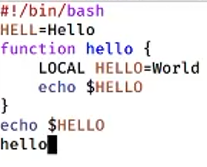 #!/bin/bash
HELL=Hello
function hello {
    LOCAL HELLO=World
    echo $HELLO
}
echo $HELLO
hello